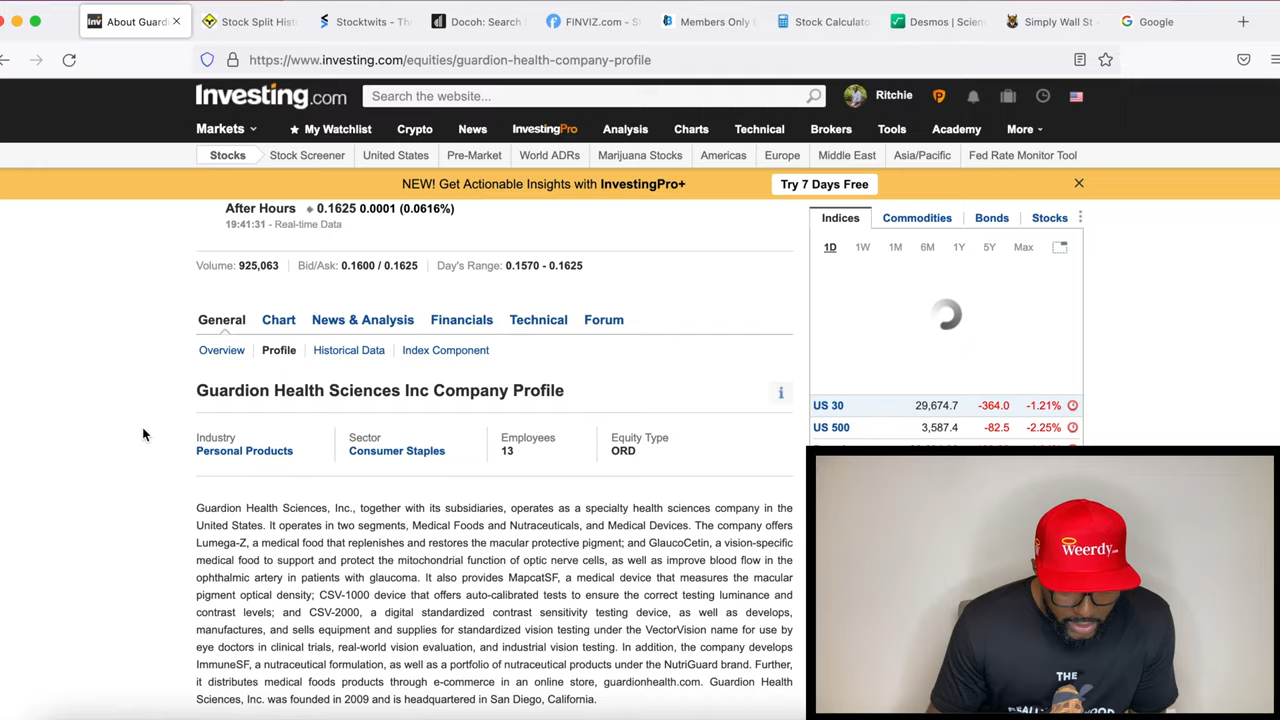 About Guardi
Stock Split Hist
Stocktwits - The
Docoh: Search
FINVIZ.com - S
Members Only
Stock Calculato
Desmos | Scien
Simply Wall St
Google
https://www.investing.com/equities/guardion-health-company-profile
Investing.com
Search the website...
Ritchie
Markets
My Watchlist
Crypto
News
InvestingPro
Analysis
Charts
Technical
Brokers
Tools
Academy
More
Stocks
Stock Screener
United States
Pre-Market
World ADRs
Marijuana Stocks
Americas
Europe
Middle East
Asia/Pacific
Fed Rate Monitor Tool
NEW! Get Actionable Insights with InvestingPro+
Try 7 Days Free
After Hours 0.1625 0.0001 (0.0616%)
19:41:31 - Real-time Data
Volume: 925,063 Bid/Ask: 0.1600 / 0.1625 Day's Range: 0.1570 - 0.1625
General Chart News & Analysis Financials Technical Forum
Overview Profile Historical Data Index Component
Guardion Health Sciences Inc Company Profile
Industry
Personal Products
Sector
Consumer Staples
Employees
13
Equity Type
ORD
Guardion Health Sciences, Inc., together with its subsidiaries, operates as a specialty health sciences company in the
United States. It operates in two segments, Medical Foods and Nutraceuticals, and Medical Devices. The company offers
Lumega-Z, a medical food that replenishes and restores the macular protective pigment; and GlaucoCetin, a vision-specific
medical food to support and protect the mitochondrial function of optic nerve cells, as well as improve blood flow in the
ophthalmic artery in patients with glaucoma. It also provides MapcatSF, a medical device that measures the macular
pigment optical density; CSV-1000 device that offers auto-calibrated tests to ensure the correct testing luminance and
contrast levels; and CSV-2000, a digital standardized contrast sensitivity testing device, as well as develops,
manufactures, and sells equipment and supplies for standardized vision testing under the VectorVision name for use by
eye doctors in clinical trials, real-world vision evaluation, and industrial vision testing. In addition, the company develops
ImmuneSF, a nutraceutical formulation, as well as a portfolio of nutraceutical products under the NutriGuard brand. Further,
it distributes medical foods products through e-commerce in an online store, guardionhealth.com. Guardion Health
Sciences, Inc. was founded in 2009 and is headquartered in San Diego, California.
Indices Commodities Bonds Stocks
1D 1W 1M 6M 1Y 5Y Max
US 30 29,674.7 -364.0 -1.21%
US 500 3,587.4 -82.5 -2.25%
Weerdy.com
THE